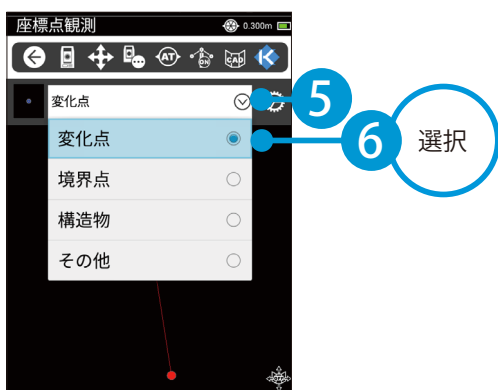 座標点観測 0.300m
AT BN CAD
変化点 5
変化点 6 選択
境界点
構造物
その他